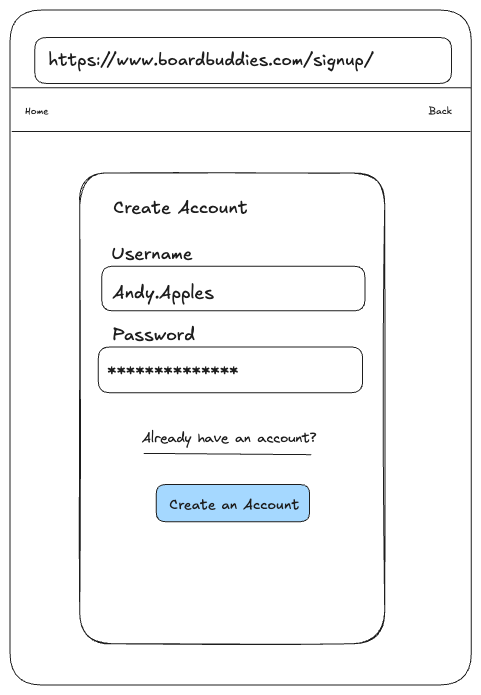 https://www.boardbuddies.com/signup/
Home Back
Create Account
Username
Andy.Apples
Password
**************
Already have an account?
Create an Account